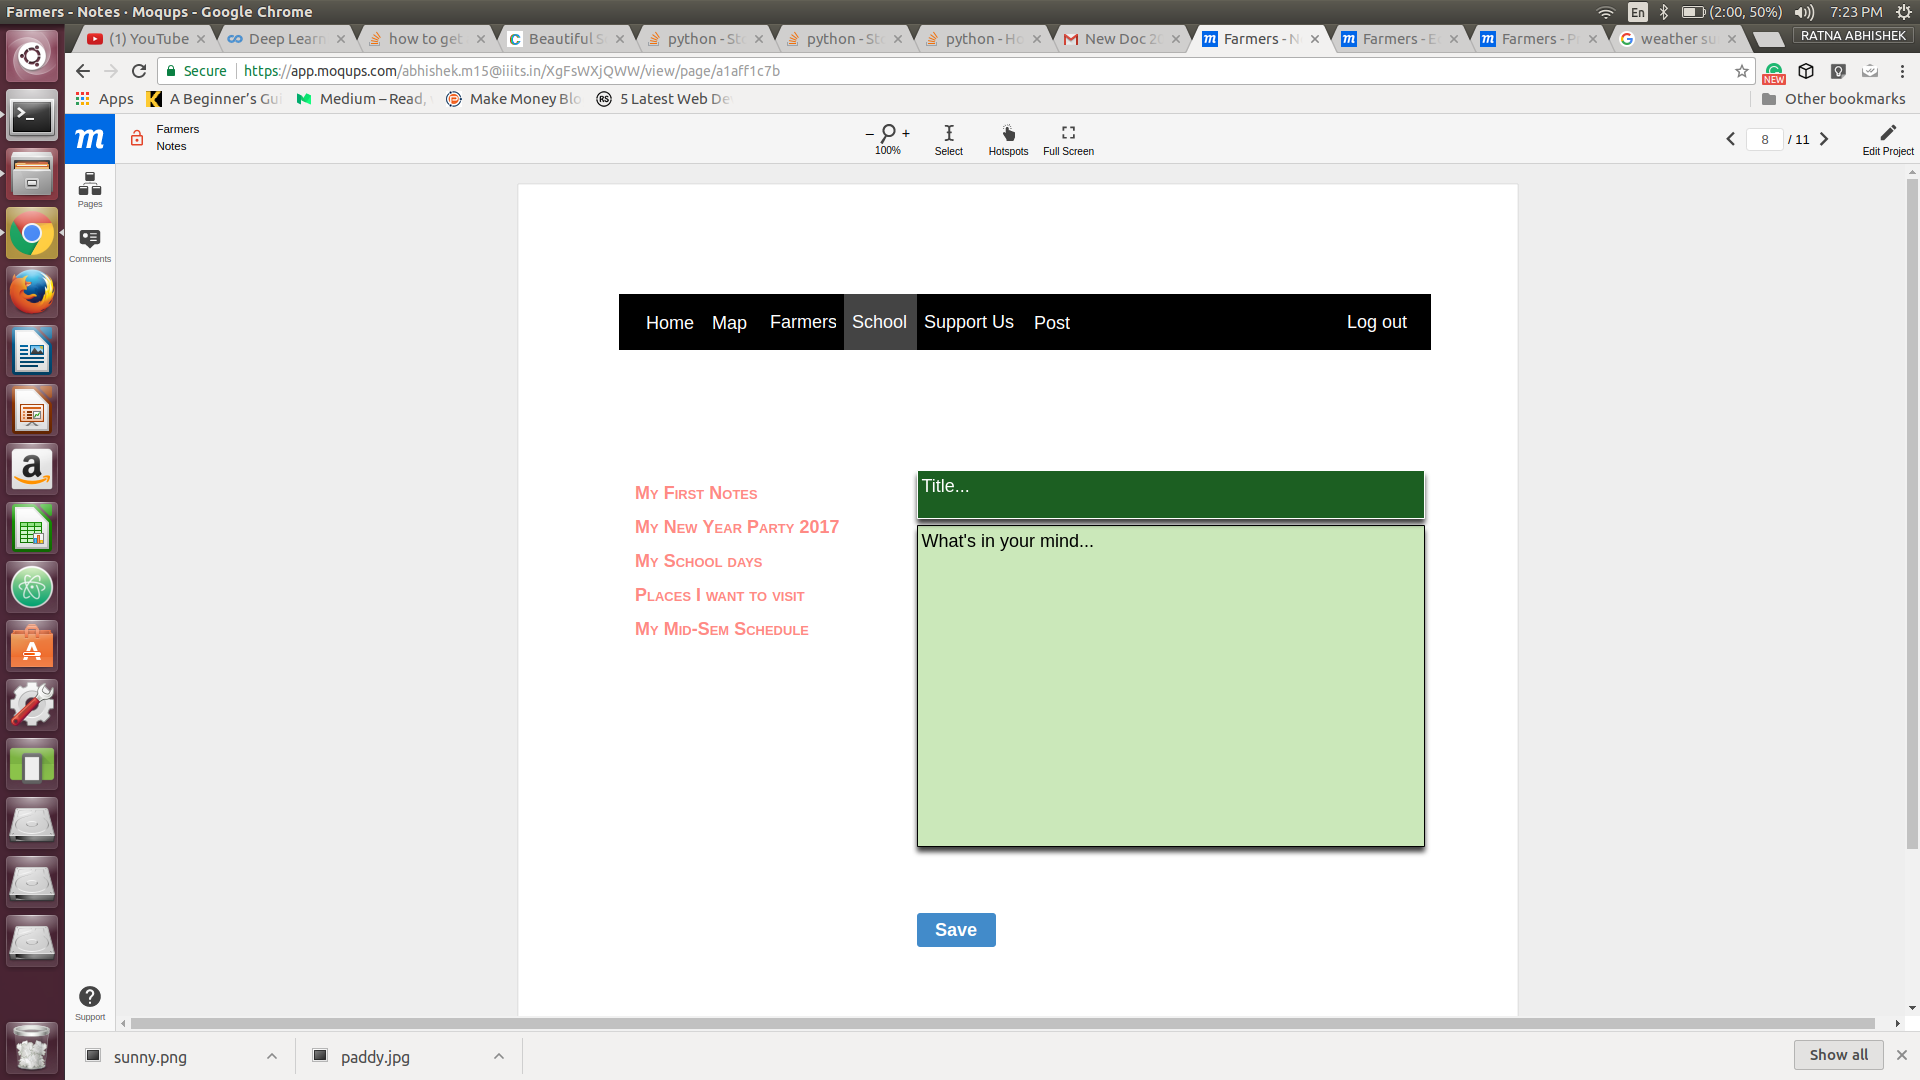 Farmers - Notes · Moqups - Google Chrome
En (2:00, 50%) 7:23 PM
(1) YouTube Deep Learn how to get Beautiful S python - St python - St python - Ho New Doc 20 Farmers - N Farmers - E Farmers - P weather su RATNA ABHISHEK
Secure https://app.moqups.com/abhishek.m15@iiits.in/XgFsWXjQWW/view/page/a1aff1c7b
NEW
Apps A Beginner's Gui Medium – Read, Make Money Blo 5 Latest Web De Other bookmarks
Farmers
Notes
– + 100% Select Hotspots Full Screen
8 / 11 Edit Project
Pages
Comments
Home Map Farmers School Support Us Post Log out
My First Notes
My New Year Party 2017
My School days
Places I want to visit
My Mid-Sem Schedule
Title...
What's in your mind...
Save
Support
sunny.png paddy.jpg Show all